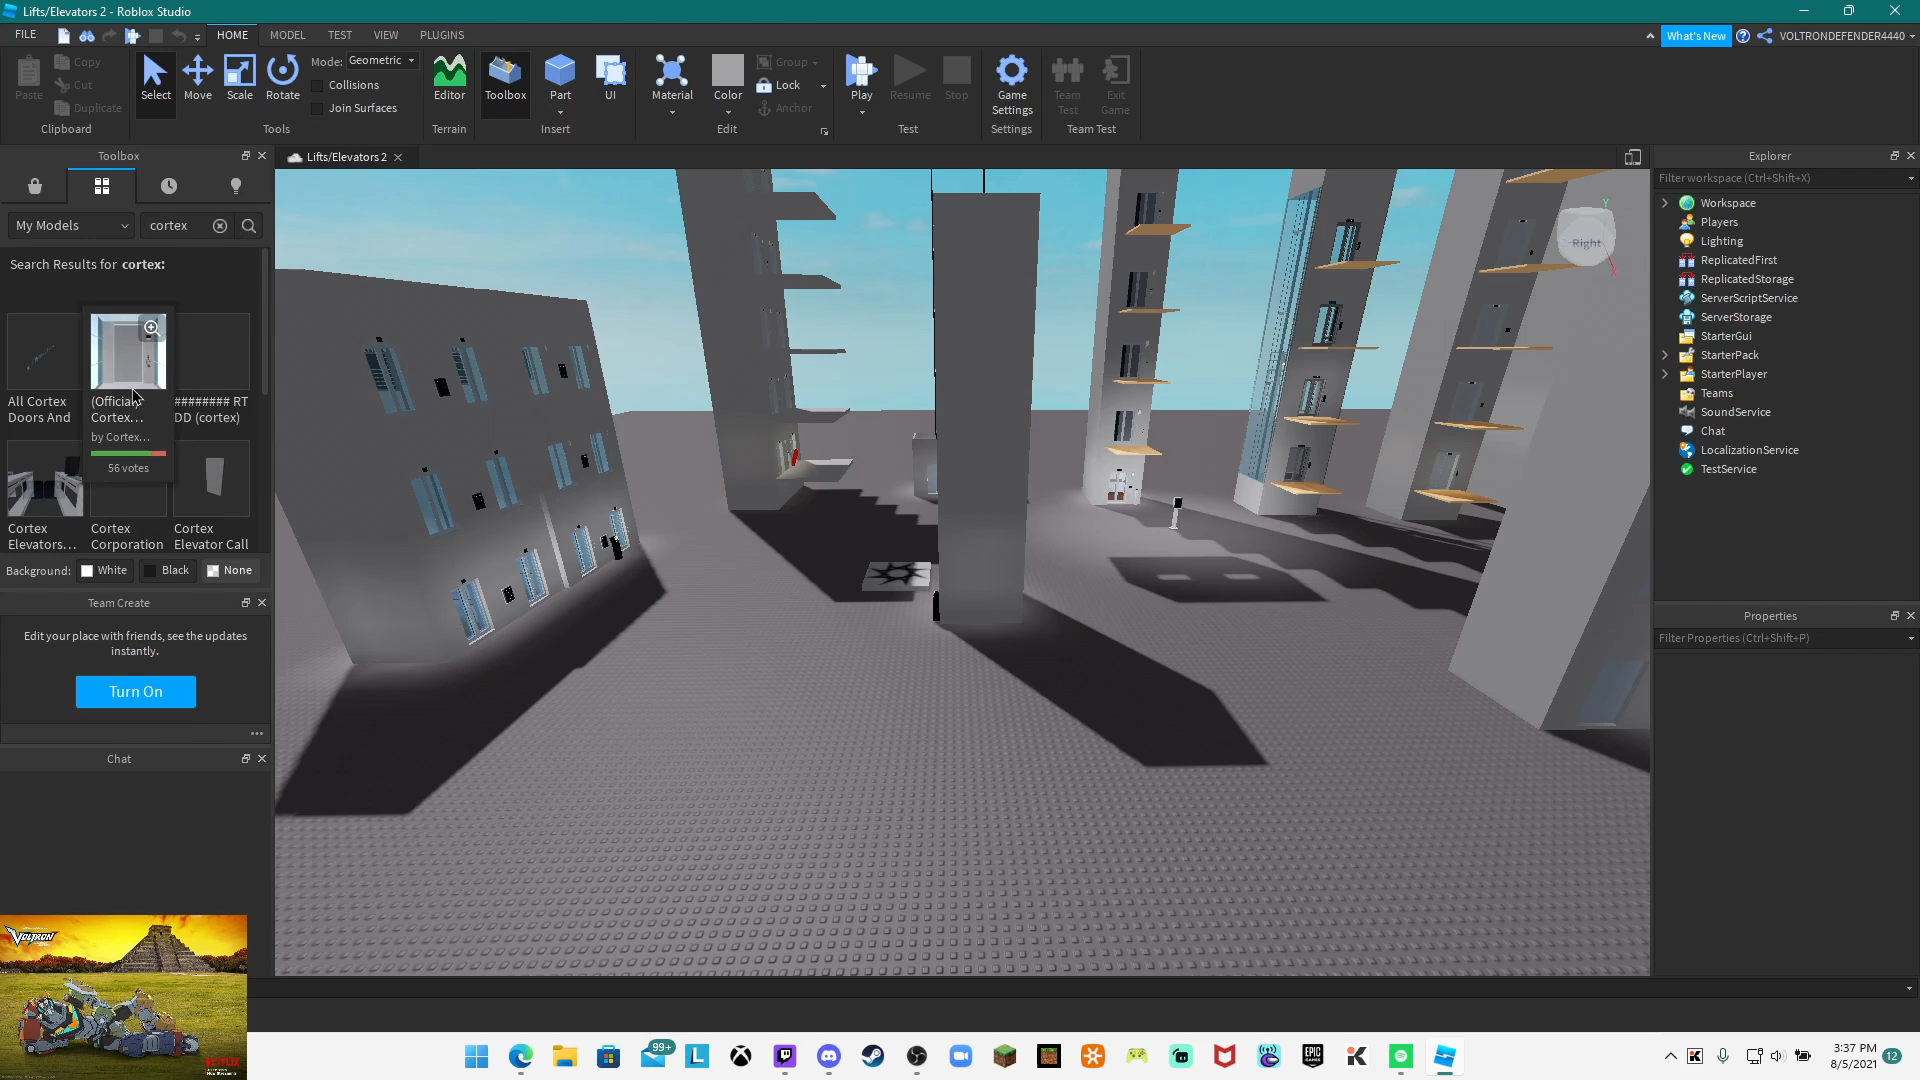 Lifts/Elevators 2 - Roblox Studio
FILE
HOME
MODEL
TEST
VIEW
PLUGINS
What's New
VOLTRONDEFENDER4440
Paste
Copy
Cut
Duplicate
Clipboard
Select
Move
Scale
Rotate
Mode: Geometric
Collisions
Join Surfaces
Tools
Editor
Terrain
Toolbox
Part
UI
Insert
Material
Color
Group
Lock
Anchor
Edit
Play
Resume
Stop
Test
Game
Settings
Settings
Team
Test
Exit
Game
Team Test
Toolbox
My Models
cortex
Search Results for cortex:
All Cortex
Doors And
(Official)
Cortex...
by Cortex...
56 votes
######## RT
DD (cortex)
Cortex
Elevators...
Cortex
Corporation
Cortex
Elevator Call
Background: White Black None
Team Create
Edit your place with friends, see the updates
instantly.
Turn On
Chat
Lifts/Elevators 2
Right
Y
X
Explorer
Filter workspace (Ctrl+Shift+X)
Workspace
Players
Lighting
ReplicatedFirst
ReplicatedStorage
ServerScriptService
ServerStorage
StarterGui
StarterPack
StarterPlayer
Teams
SoundService
Chat
LocalizationService
TestService
Properties
Filter Properties (Ctrl+Shift+P)
VOLTRON
NETFLIX
99+
L
EPIC
GAMES
K
K
3:37 PM
8/5/2021
12